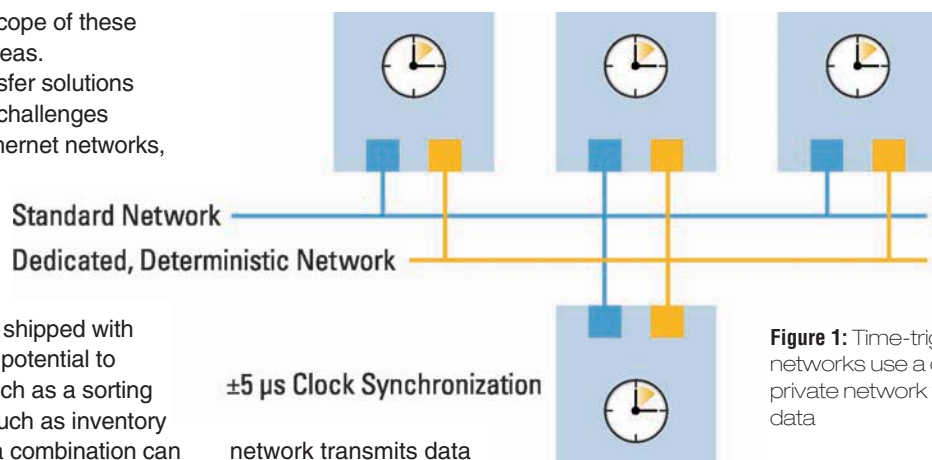 cope of these
eas.
sfer solutions
challenges
hernet networks,
Standard Network
Dedicated, Deterministic Network
shipped with
potential to
ch as a sorting
such as inventory
a combination can
±5 µs Clock Synchronization
network transmits data
Figure 1: Time-trig
networks use a
private network
data